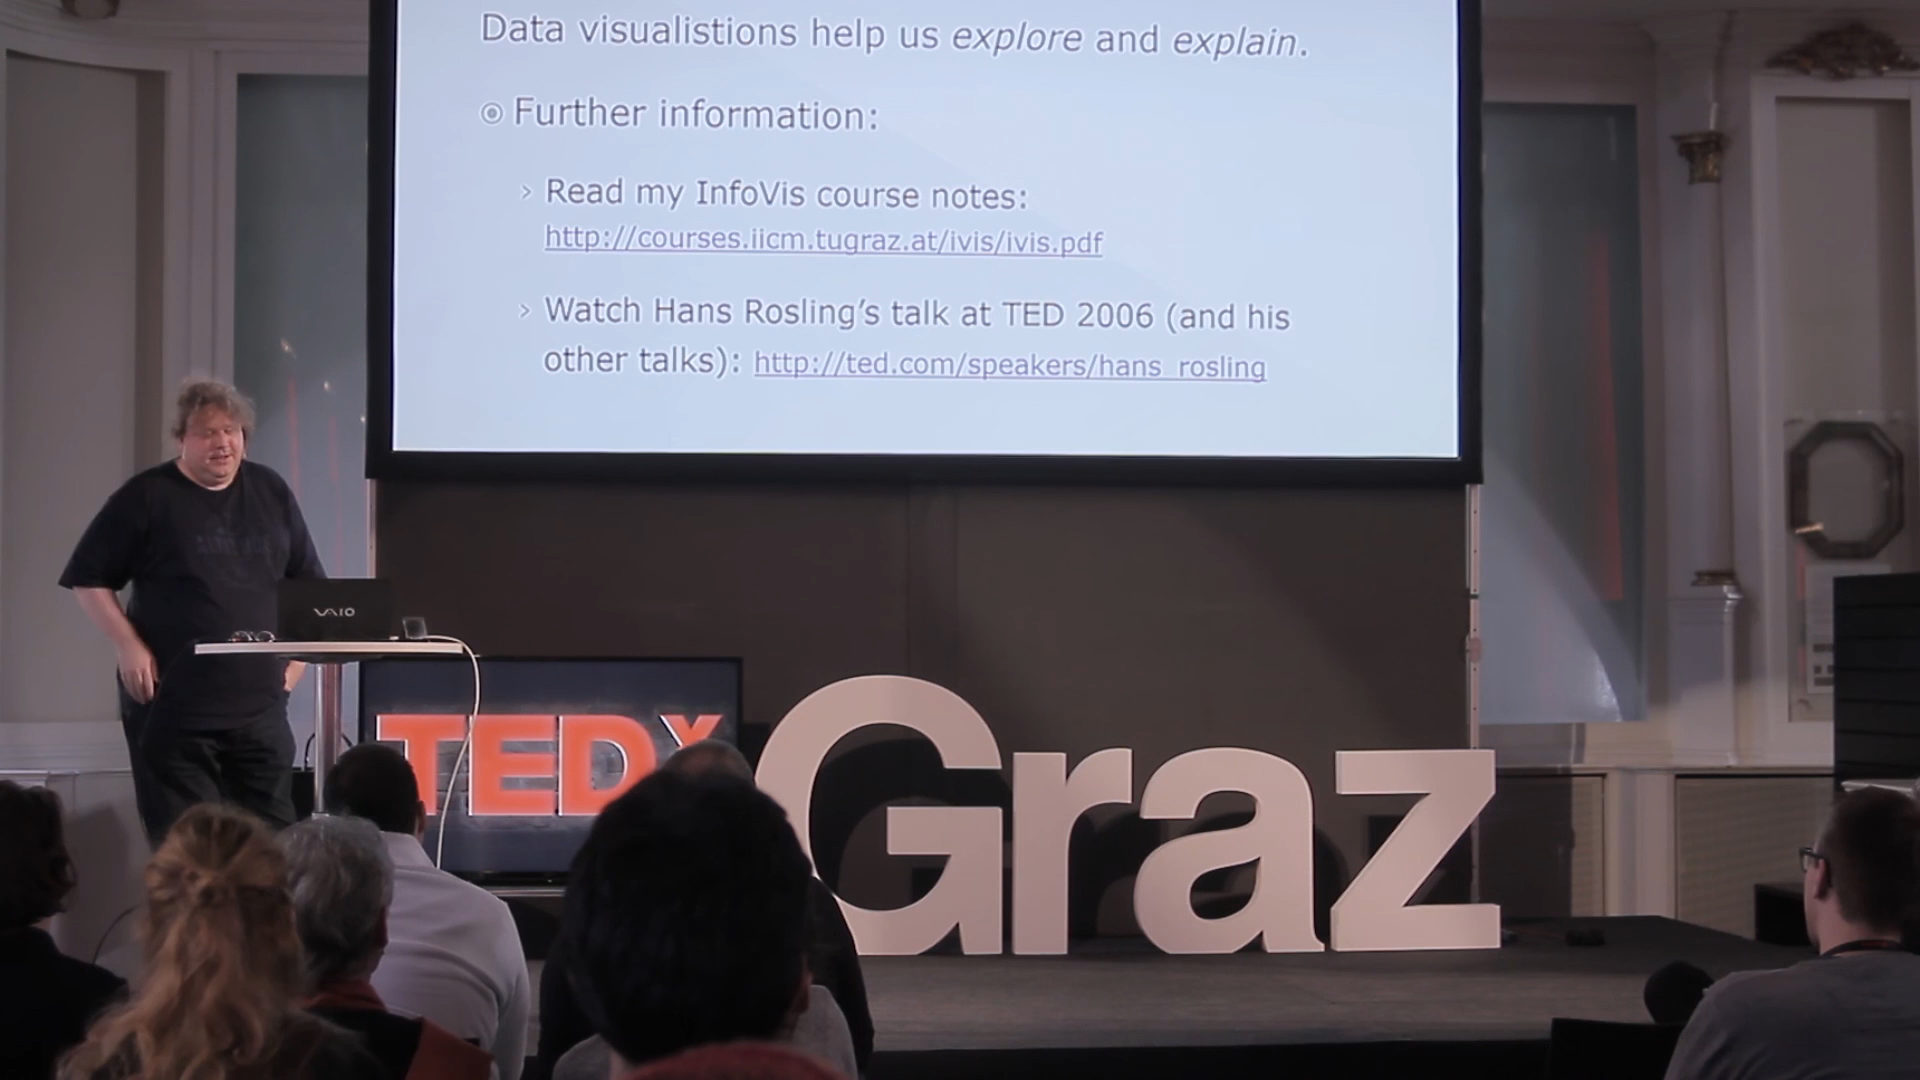 Data visualistions help us explore and explain.
Further information:
› Read my InfoVis course notes:
http://courses.iicm.tugraz.at/ivis/ivis.pdf
› Watch Hans Rosling’s talk at TED 2006 (and his
other talks): http://ted.com/speakers/hans_rosling
VAIO
TEDx
Graz